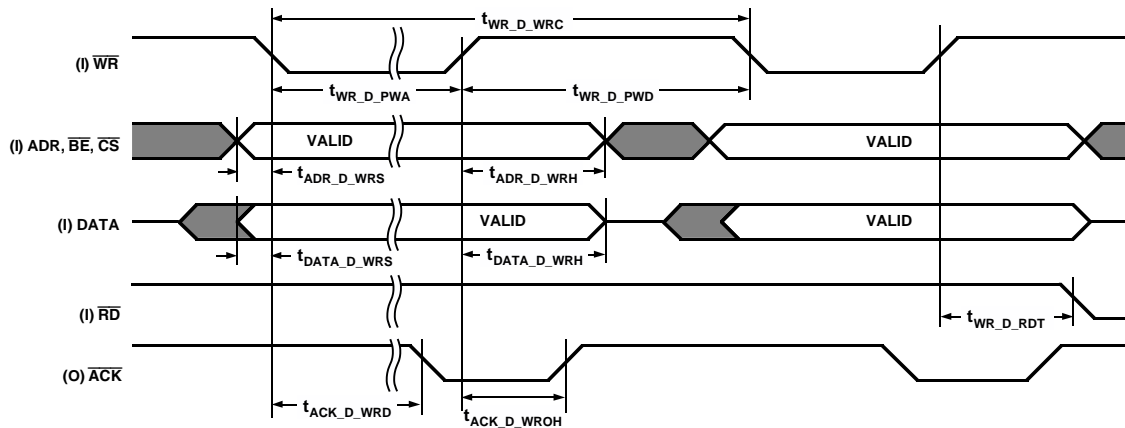 tWR_D_WRC
(I) WR
tWR_D_PWA
tWR_D_PWD
(I) ADR, BE, CS
VALID
VALID
tADR_D_WRS
tADR_D_WRH
(I) DATA
VALID
VALID
tDATA_D_WRS
tDATA_D_WRH
(I) RD
tWR_D_RDT
(O) ACK
tACK_D_WRD
tACK_D_WROH